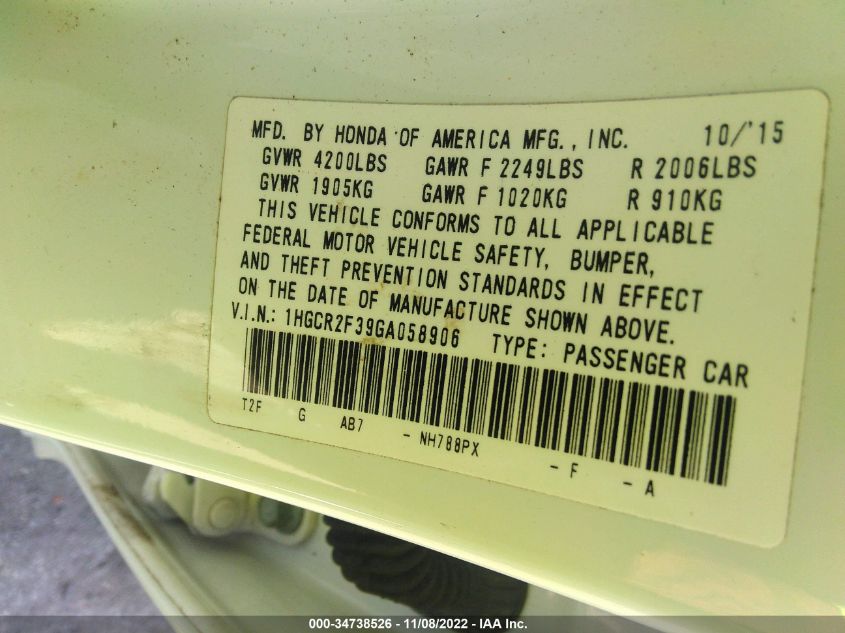 MFD. BY HONDA OF AMERICA MFG., INC. 10/'15
GVWR 4200LBS GAWR F 2249LBS R 2006LBS
GVWR 1905KG GAWR F 1020KG R 910KG
THIS VEHICLE CONFORMS TO ALL APPLICABLE
FEDERAL MOTOR VEHICLE SAFETY, BUMPER,
AND THEFT PREVENTION STANDARDS IN EFFECT
ON THE DATE OF MANUFACTURE SHOWN ABOVE.
V.I.N.: 1HGCR2F39GA058906 TYPE: PASSENGER CAR
T2F G AB7 - NH788PX - F - A
000-34738526 - 11/08/2022 - IAA Inc.